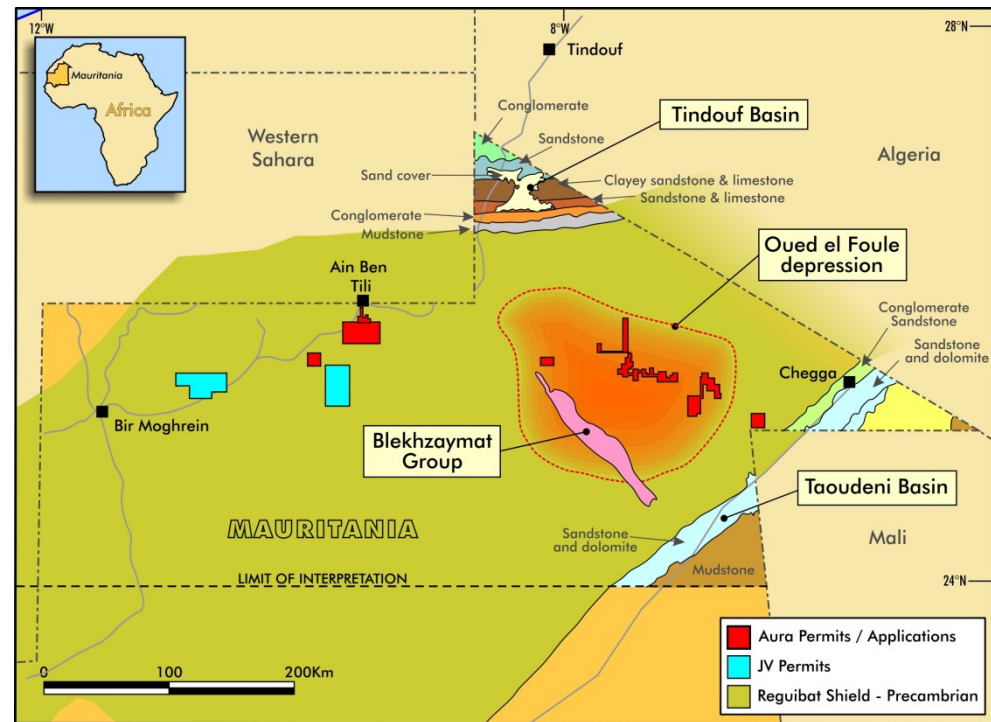 12°W
8°W
28°N
Tindouf
Mauritania
Africa
Conglomerate
Tindouf Basin
Western
Sahara
Sandstone
Algeria
Sand cover
Clayey sandstone & limestone
Sandstone & limestone
Conglomerate
Mudstone
Oued el Foule
depression
Ain Ben
Tili
Conglomerate
Sandstone
Sandstone
and dolomite
Chegga
Bir Moghrein
Blekhzaymat
Group
Taoudeni Basin
MAURITANIA
Sandstone
and dolomite
Mali
Mudstone
LIMIT OF INTERPRETATION
24°N
Aura Permits / Applications
JV Permits
Reguibat Shield - Precambrian
0
100
200Km